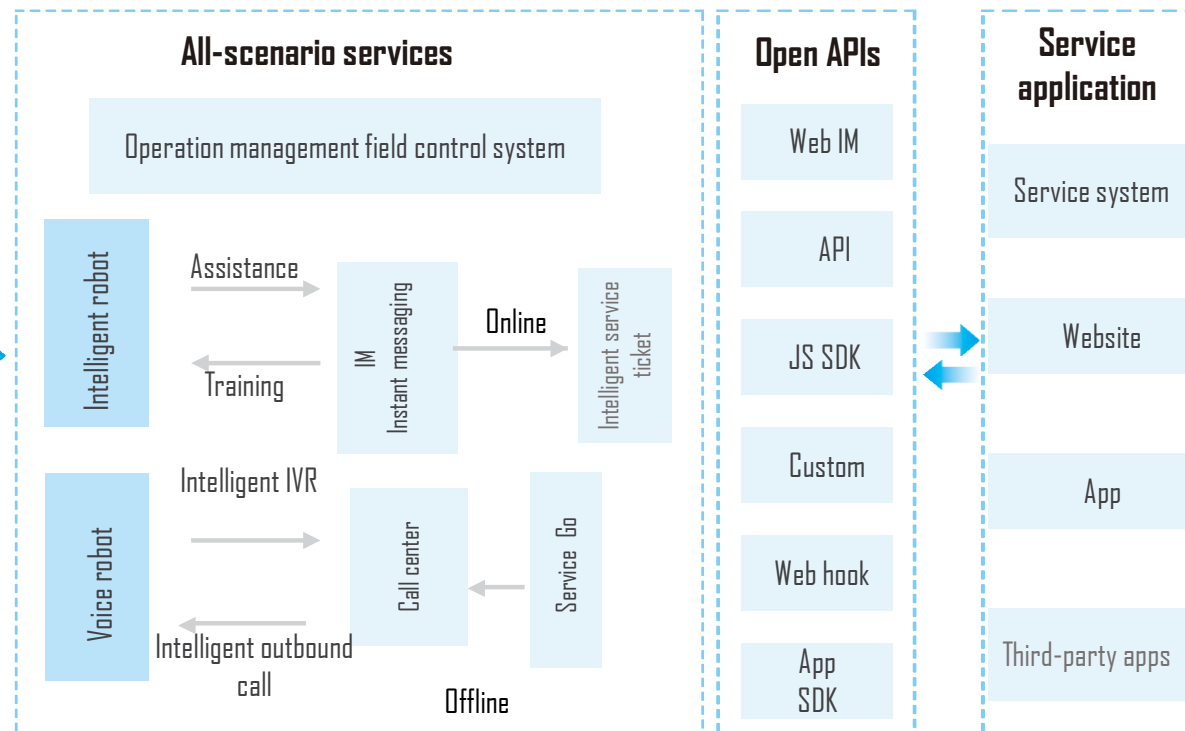 All-scenario services
Operation management field control system
Intelligent robot
Assistance
Training
IM
Instant messaging
Online
Intelligent service
ticket
Voice robot
Intelligent IVR
Intelligent outbound
call
Call center
Service Go
Offline
Open APIs
Web IM
API
JS SDK
Custom
Web hook
App
SDK
Service
application
Service system
Website
App
Third-party apps